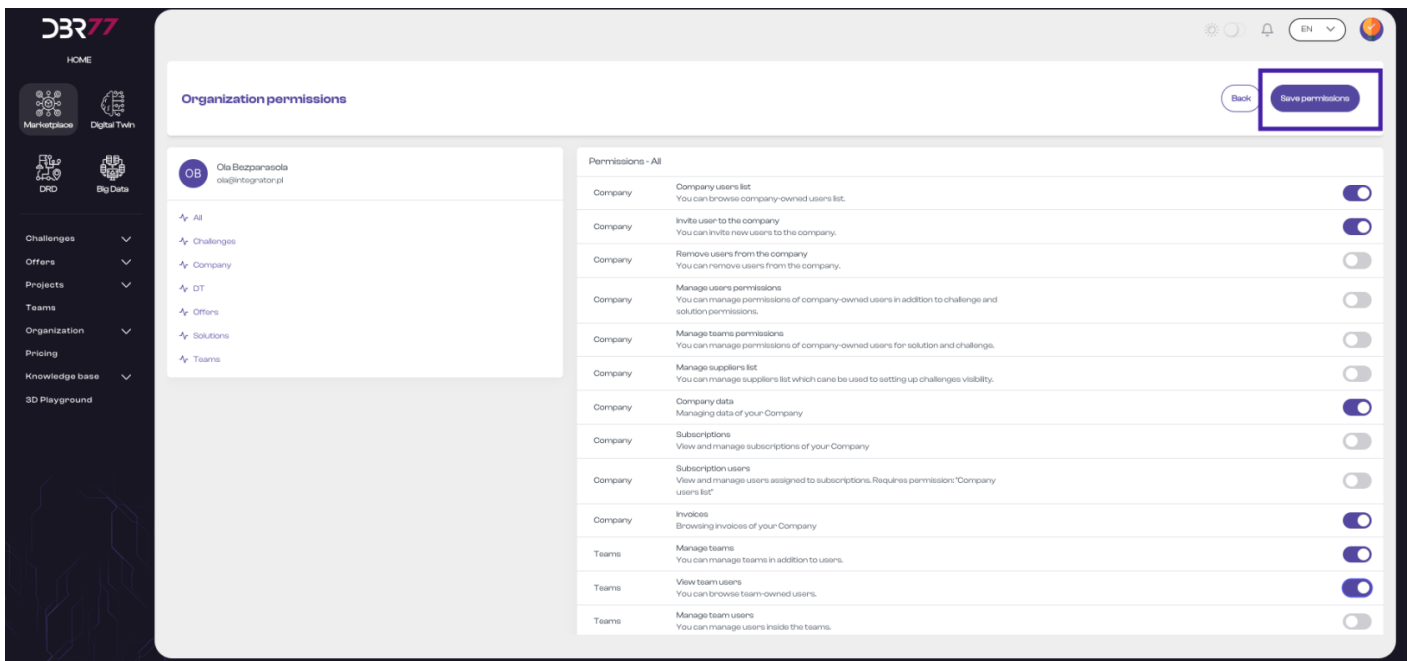 DBR77
HOME
Marketplace
Digital Twin
DRD
Big Data
Challenges
Offers
Projects
Teams
Organization
Pricing
Knowledge base
3D Playground
EN
Organization permissions
Back
Save permissions
OB
Ola Bezparasola
ola@integrator.pl
All
Challenges
Company
DT
Offers
Solutions
Teams
Permissions - All
Company
Company users list
You can browse company-owned users list.
Company
Invite user to the company
You can invite new users to the company.
Company
Remove users from the company
You can remove users from the company.
Company
Manage users permissions
You can manage permissions of company-owned users in addition to challenge and
solution permissions.
Company
Manage teams permissions
You can manage permissions of company-owned users for solution and challenge.
Company
Manage suppliers list
You can manage suppliers list which cane be used to setting up challenges visibility.
Company
Company data
Managing data of your Company
Company
Subscriptions
View and manage subscriptions of your Company
Company
Subscription users
View and manage users assigned to subscriptions. Requires permission: "Company
users list"
Company
Invoices
Browsing invoices of your Company
Teams
Manage teams
You can manage teams in addition to users.
Teams
View team users
You can browse team-owned users.
Teams
Manage team users
You can manage users inside the teams.